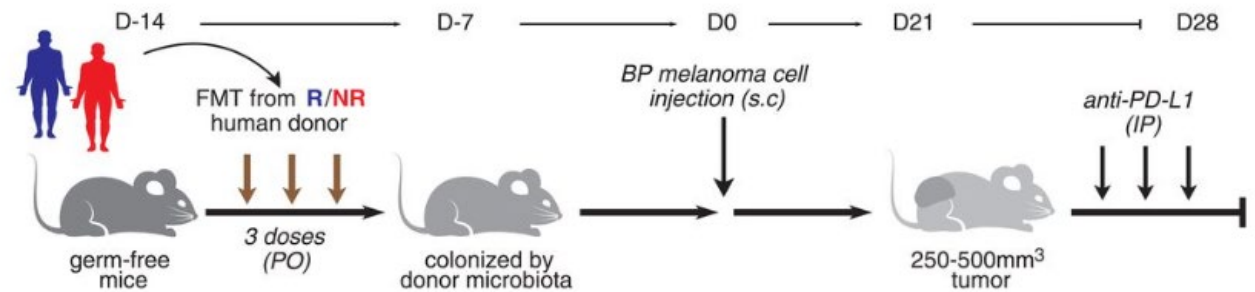 D-14 D-7 D0 D21 D28
FMT from R/NR
human donor
BP melanoma cell
injection (s.c)
anti-PD-L1
(IP)
3 doses
(PO)
germ-free
mice
colonized by
donor microbiota
250-500mm³
tumor